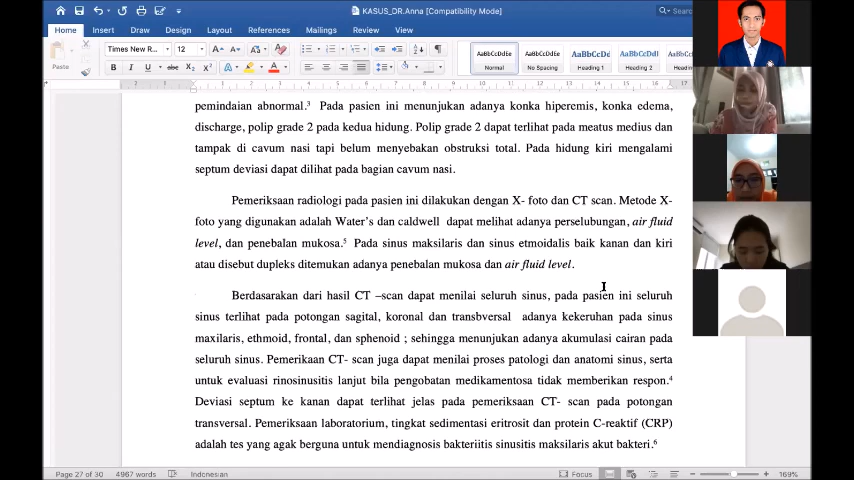 KASUS_DR.Anna [Compatibility Mode]
Home Insert Draw Design Layout References Mailings Review View
Paste
Times New R... 12
AaBbCcDdEe AaBbCcDdEe AaBbCcDd AaBbCcDdE
Normal No Spacing Heading 1 Heading 2
pemindaian abnormal.³ Pada pasien ini menunjukan adanya konka hiperemis, konka edema,
discharge, polip grade 2 pada kedua hidung. Polip grade 2 dapat terlihat pada meatus medius dan
tampak di cavum nasi tapi belum menyebabkan obstruksi total. Pada hidung kiri mengalami
septum deviasi dapat dilihat pada bagian cavum nasi.
Pemeriksaan radiologi pada pasien ini dilakukan dengan X- foto dan CT scan. Metode X-
foto yang digunakan adalah Water's dan caldwell dapat melihat adanya perselubungan, air fluid
level, dan penebalan mukosa.⁵ Pada sinus maksilaris dan sinus etmoidalis baik kanan dan kiri
atau disebut dupleks ditemukan adanya penebalan mukosa dan air fluid level.
Berdasarakan dari hasil CT –scan dapat menilai seluruh sinus, pada pasien ini seluruh
sinus terlihat pada potongan sagital, koronal dan transbversal adanya kekeruhan pada sinus
maxilaris, ethmoid, frontal, dan sphenoid ; sehingga menunjukan adanya akumulasi cairan pada
seluruh sinus. Pemerikaan CT- scan juga dapat menilai proses patologi dan anatomi sinus, serta
untuk evaluasi rinosinusitis lanjut bila pengobatan medikamentosa tidak memberikan respon.⁴
Deviasi septum ke kanan dapat terlihat jelas pada pemeriksaan CT- scan pada potongan
transversal. Pemeriksaan laboratorium, tingkat sedimentasi eritrosit dan protein C-reaktif (CRP)
adalah tes yang agak berguna untuk mendiagnosis bakteriitis sinusitis maksilaris akut bakteri.⁶
Page 27 of 30 4967 words Indonesian Focus 169%